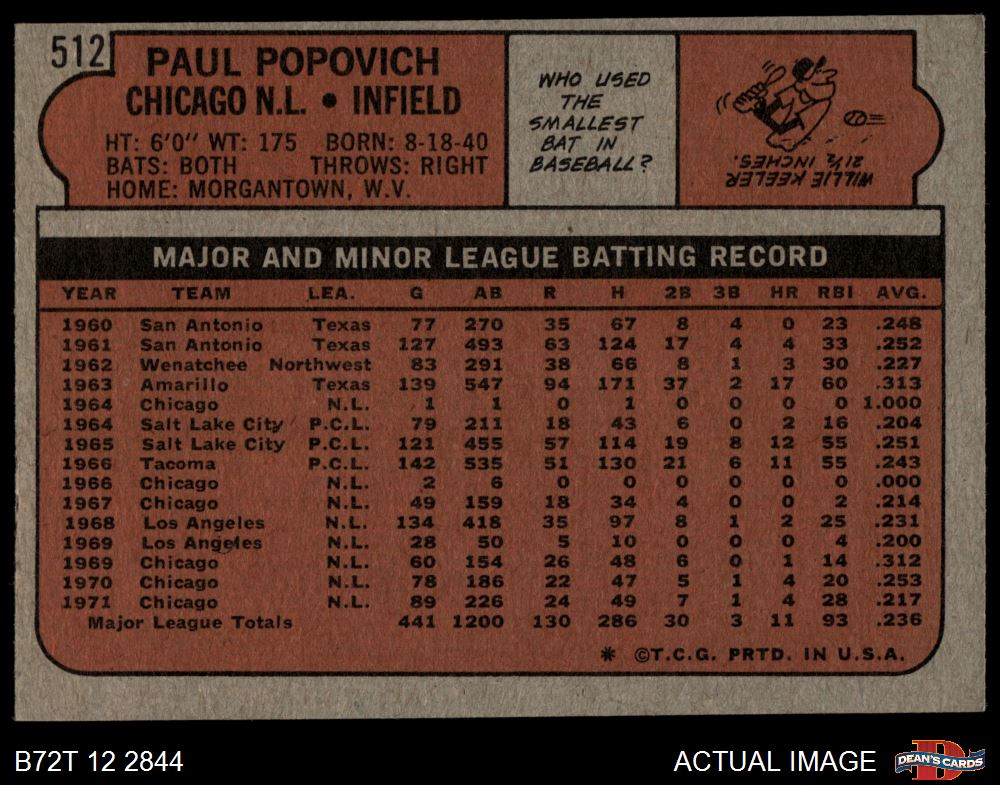 512
PAUL POPOVICH
CHICAGO N.L. • INFIELD
HT: 6'0" WT: 175 BORN: 8-18-40
BATS: BOTH THROWS: RIGHT
HOME: MORGANTOWN, W.V.
WHO USED
THE
SMALLEST
BAT IN
BASEBALL?
WILLIE KEELER
21½ INCHES.
MAJOR AND MINOR LEAGUE BATTING RECORD
YEAR TEAM LEA. G AB R H 2B 3B HR RBI AVG.
1960 San Antonio Texas 77 270 35 67 8 4 0 23 .248
1961 San Antonio Texas 127 493 63 124 17 4 4 33 .252
1962 Wenatchee Northwest 83 291 38 66 8 1 3 30 .227
1963 Amarillo Texas 139 547 94 171 37 2 17 60 .313
1964 Chicago N.L. 1 1 0 1 0 0 0 0 1.000
1964 Salt Lake City P.C.L. 79 211 18 43 6 0 2 16 .204
1965 Salt Lake City P.C.L. 121 455 57 114 19 8 12 55 .251
1966 Tacoma P.C.L. 142 535 51 130 21 6 11 55 .243
1966 Chicago N.L. 2 6 0 0 0 0 0 0 .000
1967 Chicago N.L. 49 159 18 34 4 0 0 2 .214
1968 Los Angeles N.L. 134 418 35 97 8 1 2 25 .231
1969 Los Angeles N.L. 28 50 5 10 0 0 0 4 .200
1969 Chicago N.L. 60 154 26 48 6 0 1 14 .312
1970 Chicago N.L. 78 186 22 47 5 1 4 20 .253
1971 Chicago N.L. 89 226 24 49 7 1 4 28 .217
Major League Totals 441 1200 130 286 30 3 11 93 .236
* ©T.C.G. PRTD. IN U.S.A.
B72T 12 2844
ACTUAL IMAGE
D
DEAN'S CARDS